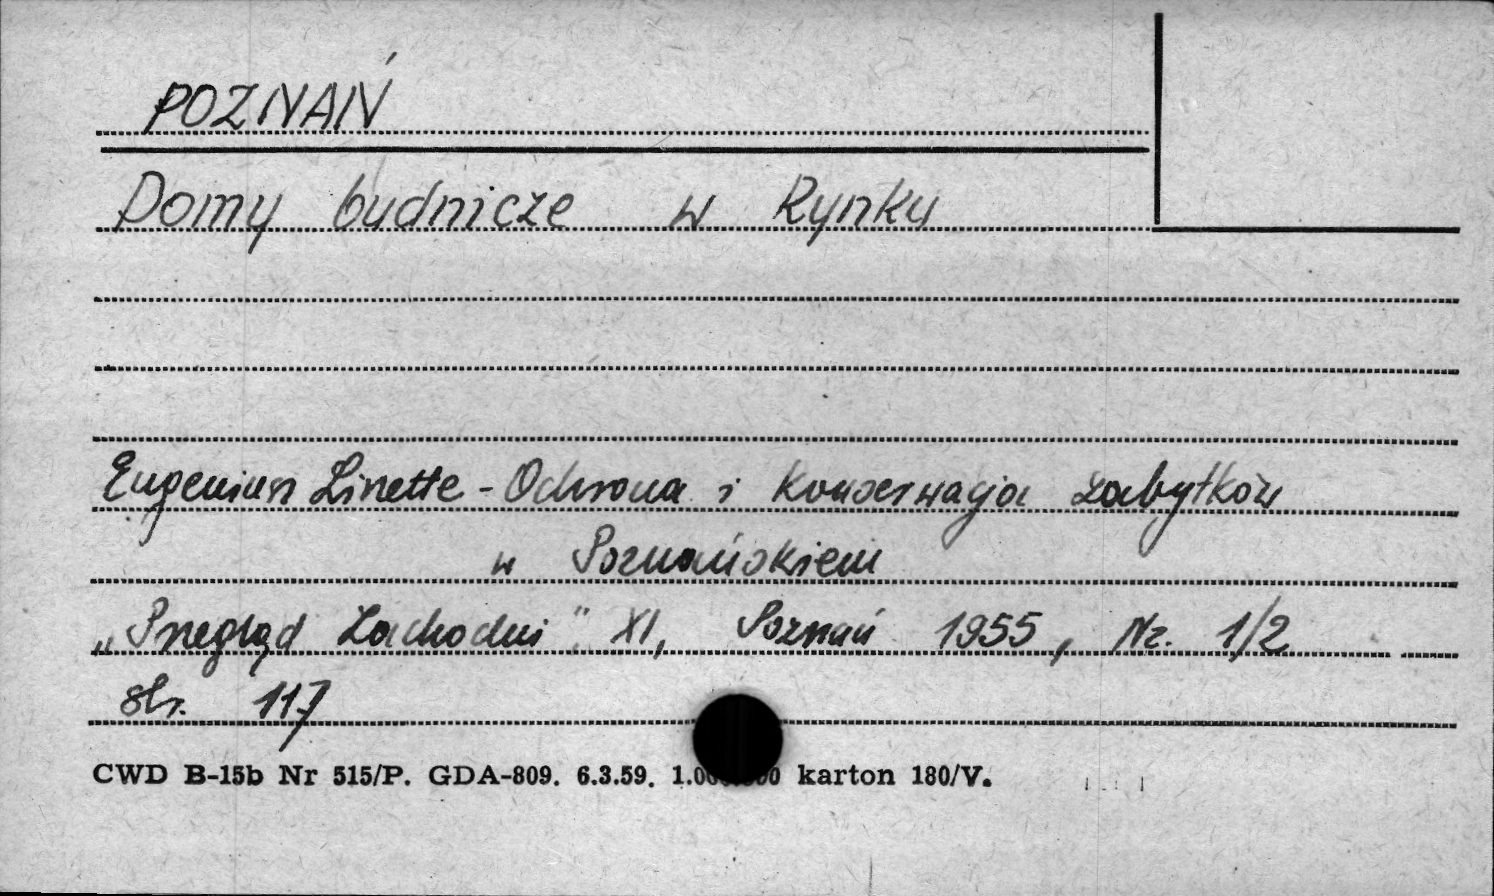 POZNAŃ
Domy budnicze w Rynku
Eugeniusz Linette - Ochrona i konserwacja zabytków
w Poznańskiem
„Przegląd Zachodni" XI, Poznań 1955, Nr. 1/2
str. 117
CWD B-15b Nr 515/P. GDA-809. 6.3.59. karton 180/V.